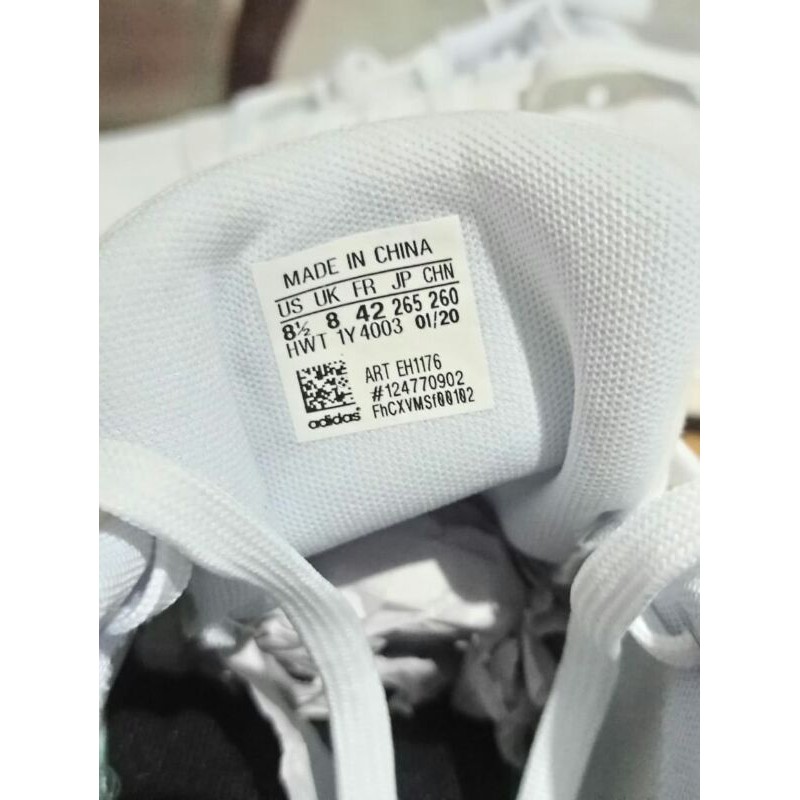 MADE IN CHINA
US UK FR JP CHN
8½ 8 42 265 260
HWT 1Y4003 01/20
ART EH1176
#124770902
FhCXVMSf00102
adidas